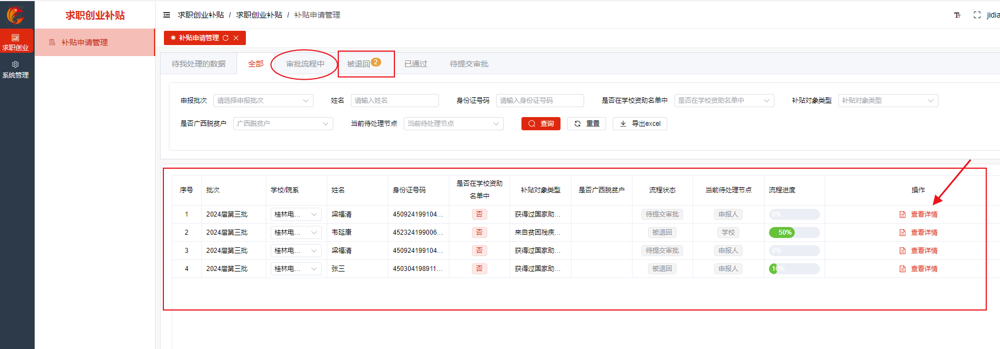 求职创业补贴
求职创业补贴 / 求职创业补贴 / 补贴申请管理
jidia
求职创业
系统管理
补贴申请管理
补贴申请管理
待我处理的数据 全部 审批流程中 被退回 2 已通过 待提交审批
申报批次 请选择申报批次 姓名 请输入姓名 身份证号码 请输入身份证号码 是否在学校资助名单中 是否在学校资助名单中 补贴对象类型 补贴对象类型
是否广西脱贫户 广西脱贫户 当前待处理节点 当前待处理节点 查询 重置 导出excel
序号 批次 学校/院系 姓名 身份证号码 是否在学校资助名单中 补贴对象类型 是否广西脱贫户 流程状态 当前待处理节点 流程进度 操作
1 2024届第三批 桂林电... 梁福清 450924199104... 否 获得过国家助... 待提交审批 申报人 0% 查看详情
2 2024届第三批 桂林电... 韦延康 452324199006... 否 来自贫困残疾... 被退回 学校 50% 查看详情
3 2024届第三批 桂林电... 梁福清 450924199104... 否 获得过国家助... 待提交审批 申报人 0% 查看详情
4 2024届第三批 桂林电... 张三 450304198911... 否 获得过国家助... 被退回 申报人 16% 查看详情